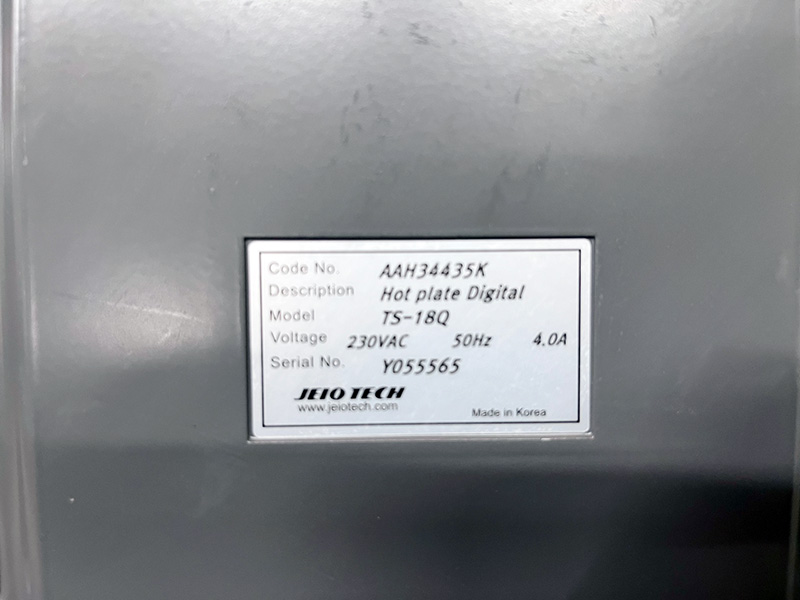 Code No. AAH34435K
Description Hot plate Digital
Model TS-18Q
Voltage 230VAC 50Hz 4.0A
Serial No. Y055565
JEIO TECH
www.jeiotech.com
Made in Korea